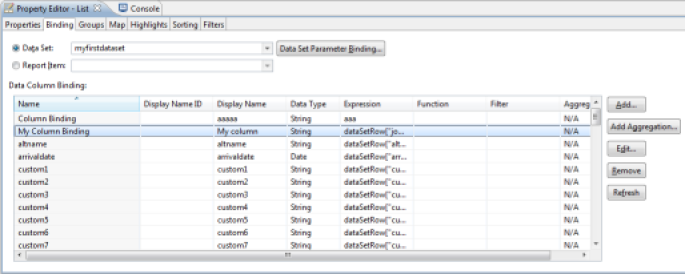 Property Editor - List Console
Properties Binding Groups Map Highlights Sorting Filters
Data Set: myfirstdataset Data Set Parameter Binding...
Report Item:
Data Column Binding:
Name Display Name ID Display Name Data Type Expression Function Filter Aggreg
Column Binding aaaaa String aaa N/A
My Column Binding My column String dataSetRow["jo... N/A
altname altname String dataSetRow["alt... N/A
arrivaldate arrivaldate Date dataSetRow["arr... N/A
custom1 custom1 String dataSetRow["cu... N/A
custom2 custom2 String dataSetRow["cu... N/A
custom3 custom3 String dataSetRow["cu... N/A
custom4 custom4 String dataSetRow["cu... N/A
custom5 custom5 String dataSetRow["cu... N/A
custom6 custom6 String dataSetRow["cu... N/A
custom7 custom7 String dataSetRow["cu... N/A
Add...
Add Aggregation...
Edit...
Remove
Refresh